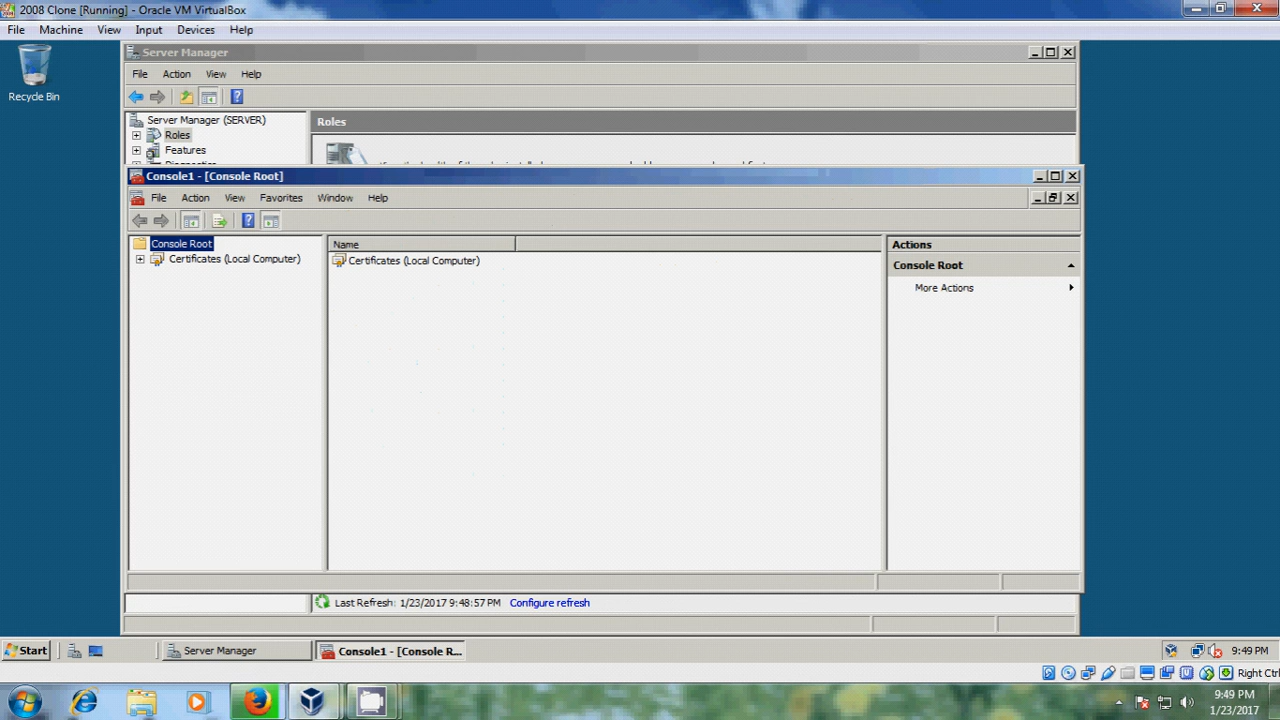 2008 Clone [Running] - Oracle VM VirtualBox
File Machine View Input Devices Help
Recycle Bin
Server Manager
File Action View Help
Server Manager (SERVER)
Roles
Features
Roles
Console1 - [Console Root]
File Action View Favorites Window Help
Console Root
Certificates (Local Computer)
Name
Certificates (Local Computer)
Actions
Console Root
More Actions
Last Refresh: 1/23/2017 9:48:57 PM Configure refresh
Start
Server Manager
Console1 - [Console R...
9:49 PM
Right Ctrl
9:49 PM
1/23/2017